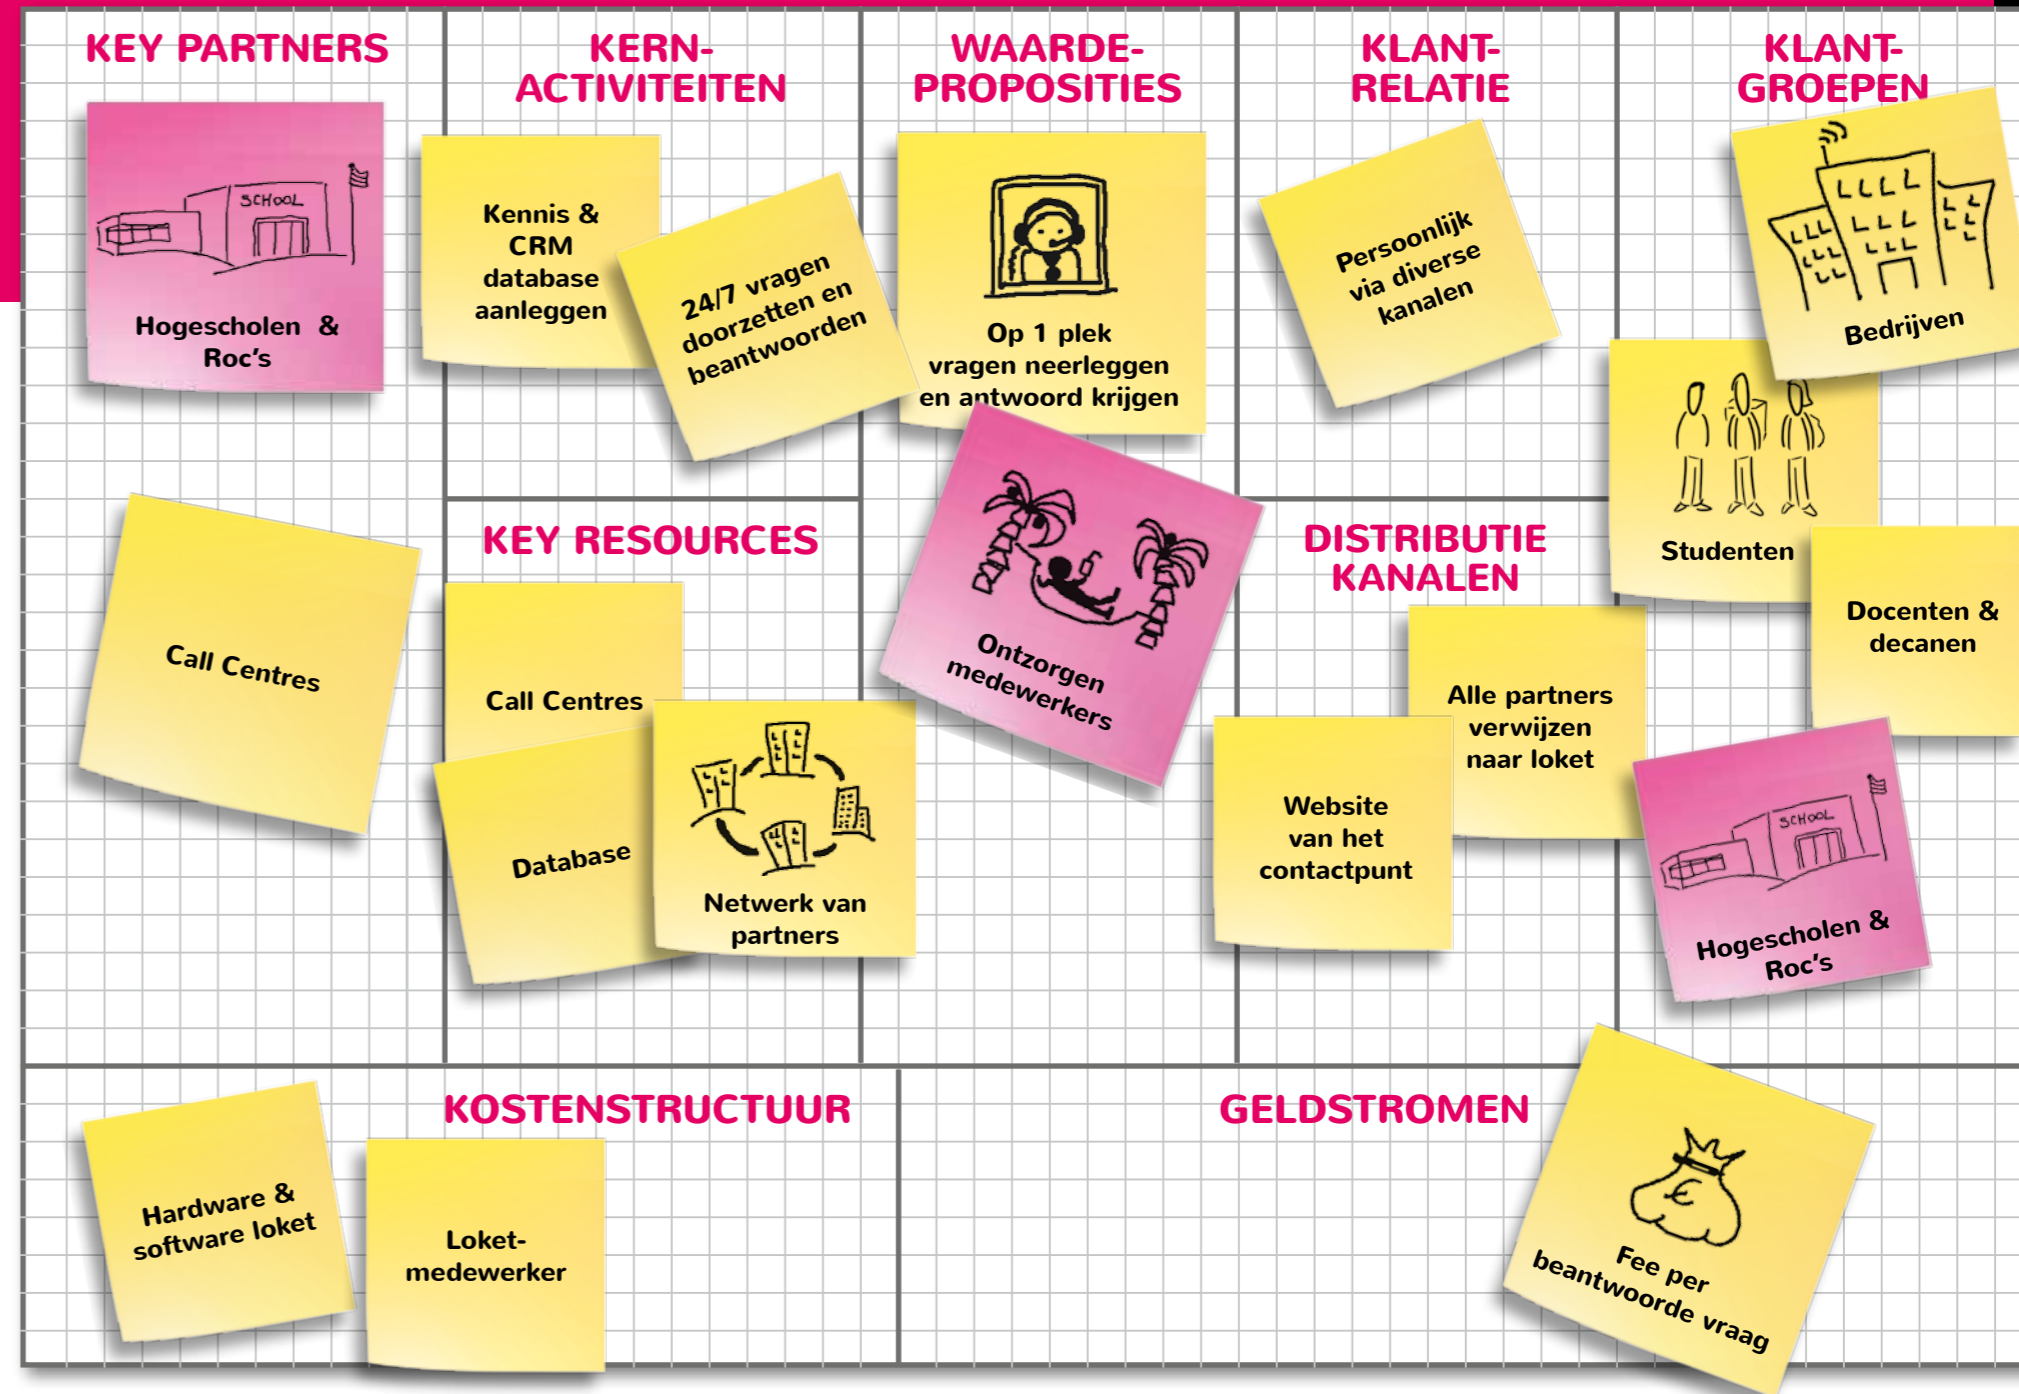 KEY PARTNERS
SCHOOL
Hogescholen &
Roc's
Call Centres
KERN-
ACTIVITEITEN
Kennis &
CRM
database
aanleggen
24/7 vragen
doorzetten en
beantwoorden
KEY RESOURCES
Call Centres
Database
Netwerk van
partners
WAARDE-
PROPOSITIES
Op 1 plek
vragen neerleggen
en antwoord krijgen
Ontzorgen
medewerkers
KLANT-
RELATIE
Persoonlijk
via diverse
kanalen
DISTRIBUTIE
KANALEN
Alle partners
verwijzen
naar loket
Website
van het
contactpunt
KLANT-
GROEPEN
Bedrijven
Studenten
Docenten &
decanen
SCHOOL
Hogescholen &
Roc's
KOSTENSTRUCTUUR
Hardware &
software loket
Loket-
medewerker
GELDSTROMEN
€
Fee per
beantwoorde vraag